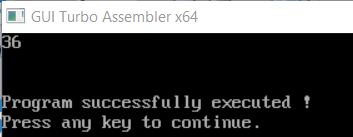 GUI Turbo Assembler x64
36
Program successfully executed !
Press any key to continue.